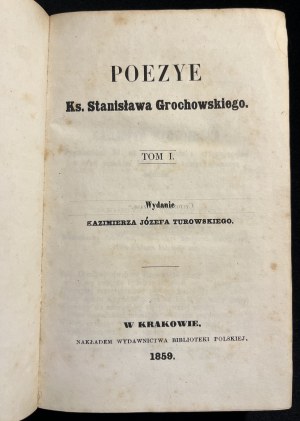 POEZYE
Ks. Stanisława Grochowskiego.
TOM I.
Wydanie
KAZIMIERZA JÓZEFA TUROWSKIEGO.
W KRAKOWIE,
NAKŁADEM WYDAWNICTWA BIBLIOTEKI POLSKIEJ,
1859.